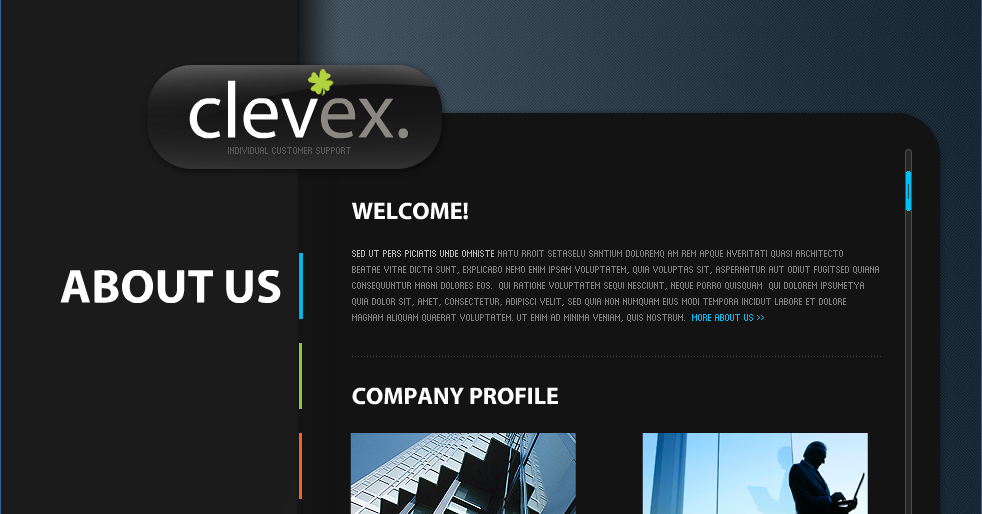 clevex.
INDIVIDUAL CUSTOMER SUPPORT
WELCOME!
SED UT PERS PICIATIS UNDE OMNISTE NATU RROIT SETASELU SANTIUM DOLOREMQ AM REM APQUE NVERITATI QUASI ARCHITECTO
BEATAE VITAE DICTA SUNT, EXPLICABO NEMO ENIM IPSAM VOLUPTATEM, QUIA VOLUPTAS SIT, ASPERNATUR AUT ODIUT FUGITSED QUIANA
CONSEQUUNTUR MAGNI DOLORES EOS. QUI RATIONE VOLUPTATEM SEQUI NESCIUNT, NEQUE PORRO QUISQUAM QUI DOLOREM IPSUMETYA
QUIA DOLOR SIT, AMET, CONSECTETUR, ADIPISCI VELIT, SED QUIA NON NUMQUAM EIUS MODI TEMPORA INCIDUT LABORE ET DOLORE
MAGNAM ALIQUAM QUAERAT VOLUPTATEM. UT ENIM AD MINIMA VENIAM, QUIS NOSTRUM. MORE ABOUT US >>
ABOUT US
COMPANY PROFILE